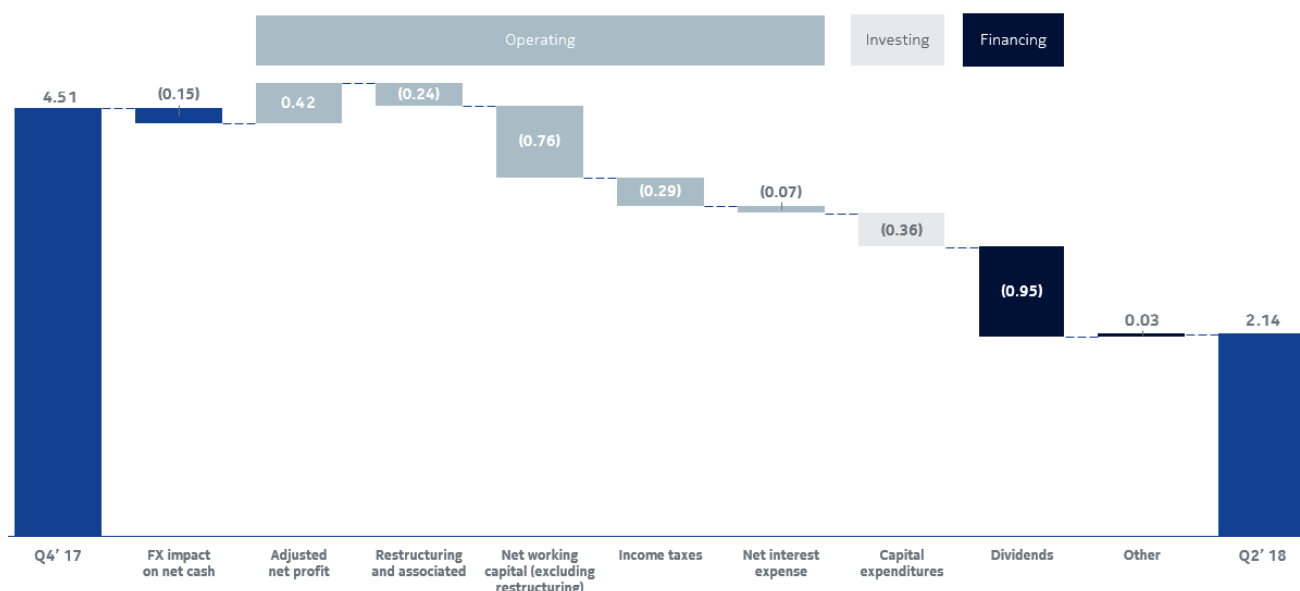 Operating
Investing
Financing
4.51
(0.15)
0.42
(0.24)
(0.76)
(0.29)
(0.07)
(0.36)
(0.95)
0.03
2.14
Q4’ 17
FX impact
on net cash
Adjusted
net profit
Restructuring
and associated
Net working
capital (excluding
restructuring)
Income taxes
Net interest
expense
Capital
expenditures
Dividends
Other
Q2’ 18